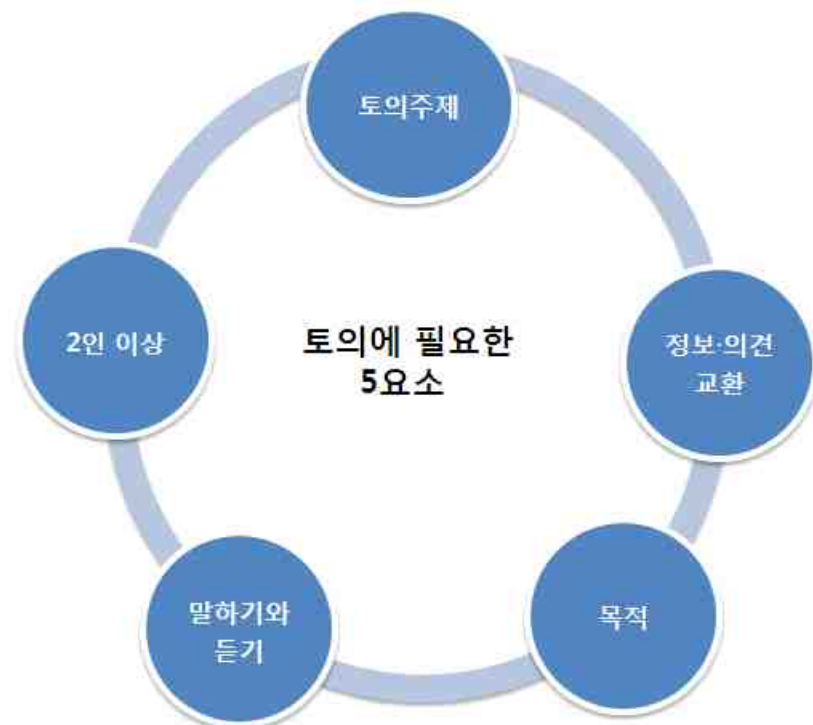 토의주제
2인 이상
토의에 필요한
5요소
정보·의견
교환
말하기와
듣기
목적